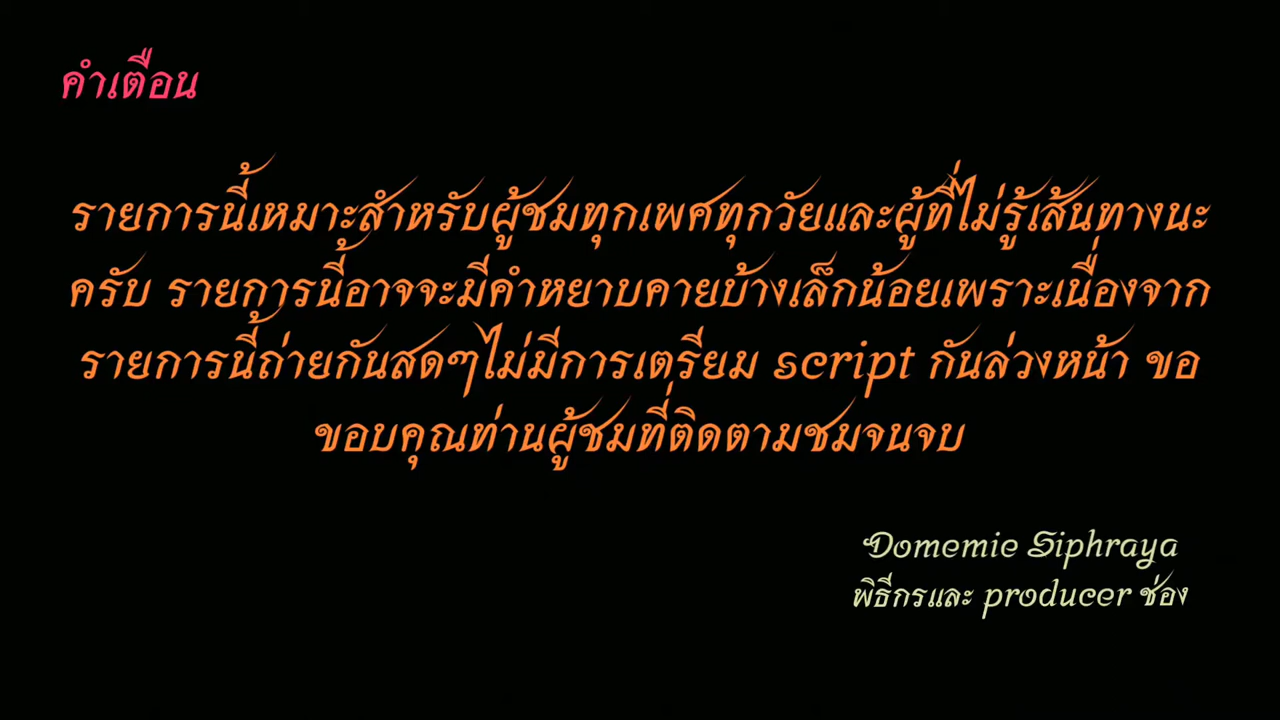 คำเตือน
รายการนี้เหมาะสำหรับผู้ชมทุกเพศทุกวัยและผู้ที่ไม่รู้เส้นทางนะ
ครับ รายการนี้อาจจะมีคำหยาบคายบ้างเล็กน้อยเพราะเนื่องจาก
รายการนี้ถ่ายกันสดๆไม่มีการเตรียม script กันล่วงหน้า ขอ
ขอบคุณท่านผู้ชมที่ติดตามชมจนจบ
Domemie Siphraya
พิธีกรและ producer ช่อง